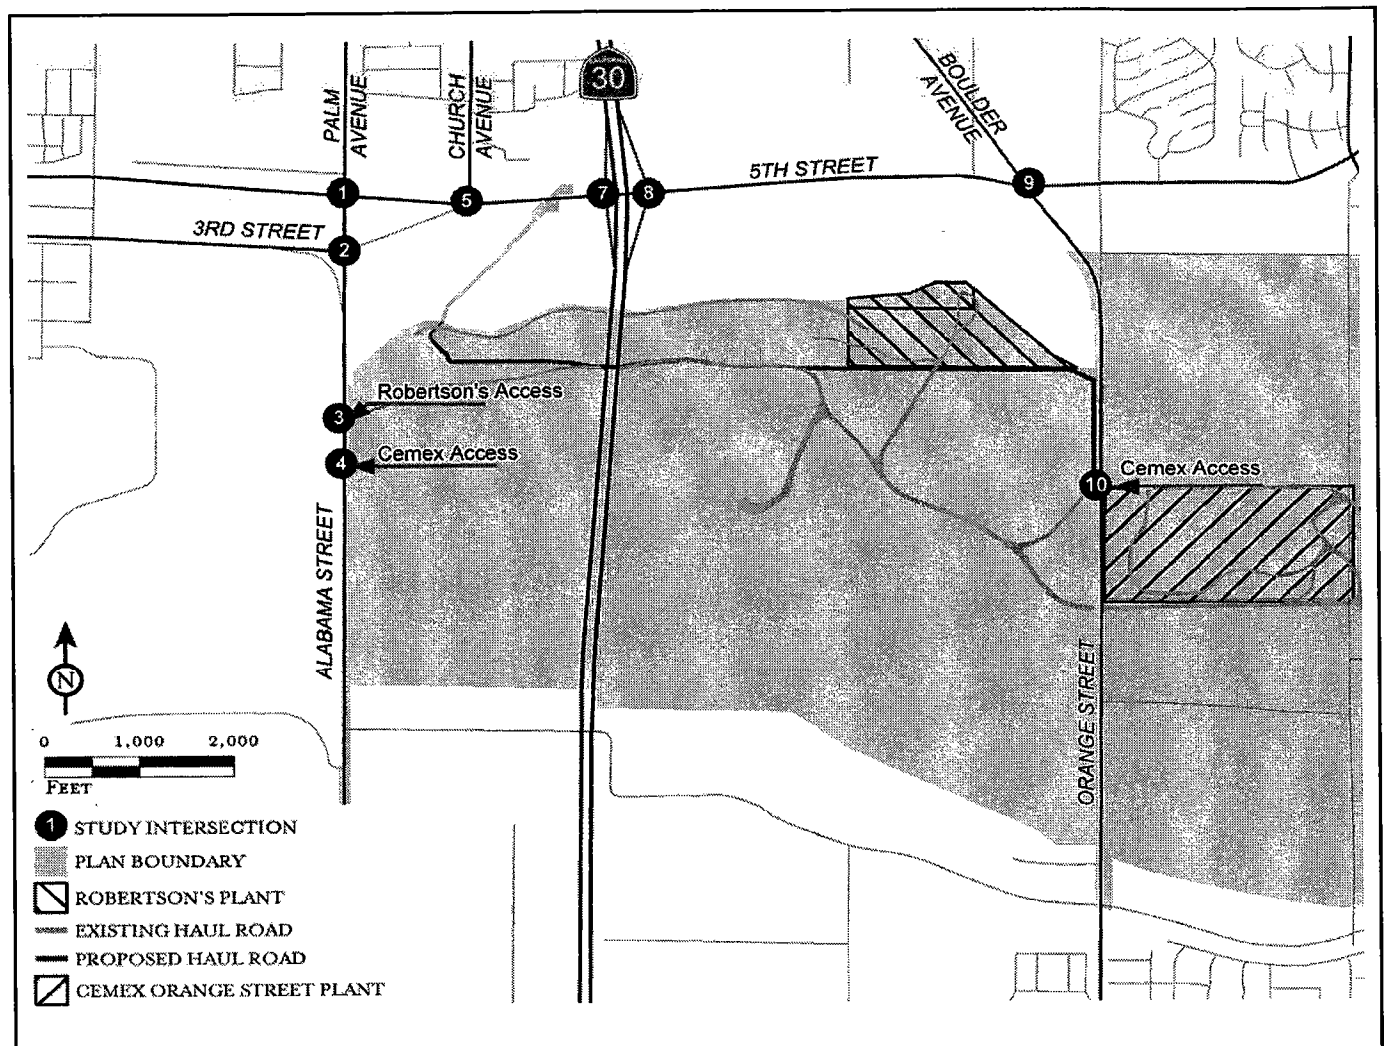 30
PALM
AVENUE
CHURCH
AVENUE
BOULDER
AVENUE
5TH STREET
1
5
7
8
9
3RD STREET
2
Robertson's Access
3
Cemex Access
4
10
Cemex Access
ALABAMA STREET
ORANGE STREET
N
0 1,000 2,000
FEET
1 STUDY INTERSECTION
PLAN BOUNDARY
ROBERTSON'S PLANT
EXISTING HAUL ROAD
PROPOSED HAUL ROAD
CEMEX ORANGE STREET PLANT